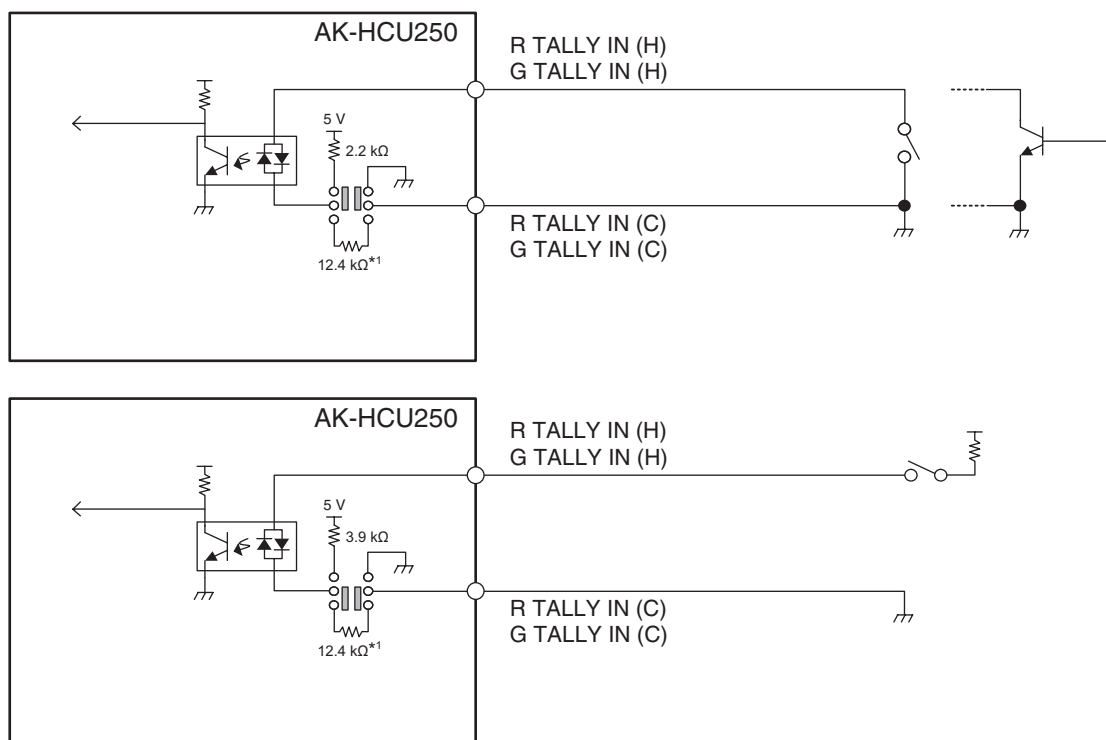 AK-HCU250
R TALLY IN (H)
G TALLY IN (H)
5 V
2.2 kΩ
12.4 kΩ*1
R TALLY IN (C)
G TALLY IN (C)
AK-HCU250
R TALLY IN (H)
G TALLY IN (H)
5 V
3.9 kΩ
12.4 kΩ*1
R TALLY IN (C)
G TALLY IN (C)